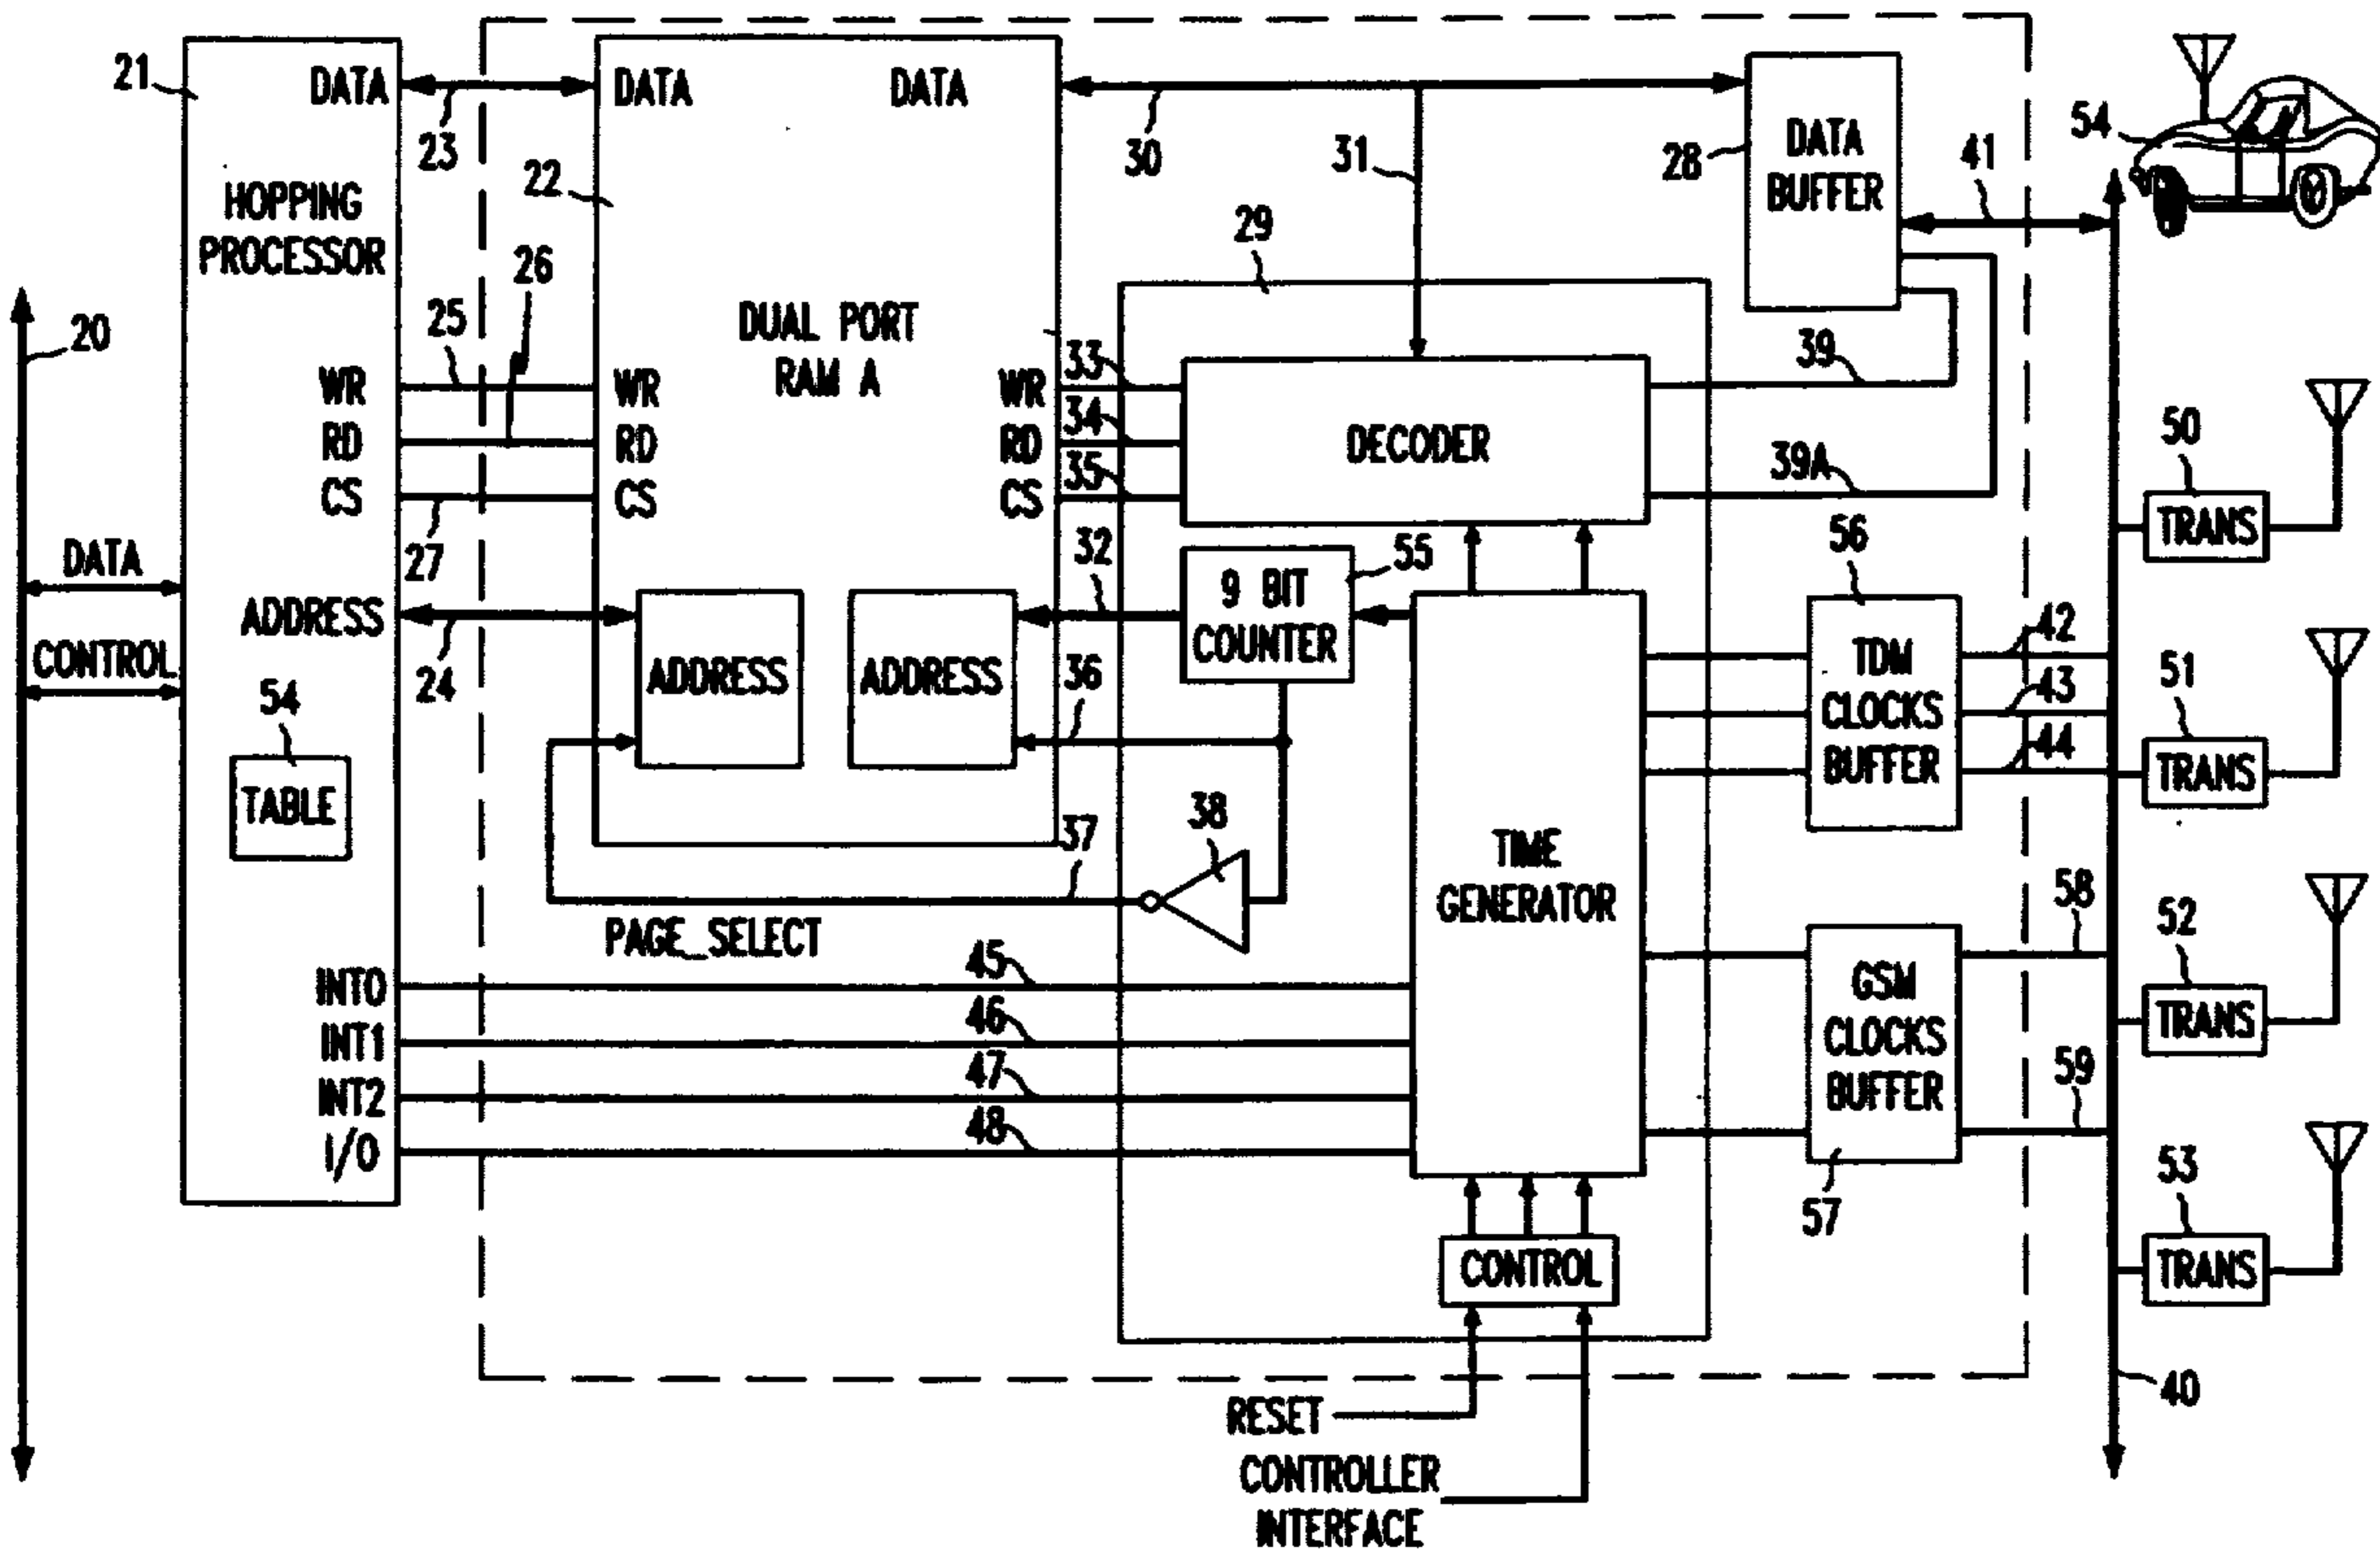 21
DATA
23
DATA
DATA
30
31
28
DATA
BUFFER
41
54
HOPPING
PROCESSOR
22
29
20
25
26
DUAL PORT
RAM A
WR
RD
CS
WR
RD
CS
WR
RD
CS
33
34
35
DECODER
39
39A
27
DATA
CONTROL
ADDRESS
24
54
TABLE
ADDRESS
ADDRESS
32
9 BIT
COUNTER
55
36
37
38
PAGE_SELECT
TIME
GENERATOR
56
TDM
CLOCKS
BUFFER
42
43
44
50
TRANS
51
TRANS
52
TRANS
53
TRANS
58
59
GSM
CLOCKS
BUFFER
57
INT0
INT1
INT2
I/O
45
46
47
48
CONTROL
RESET
CONTROLLER
INTERFACE
40